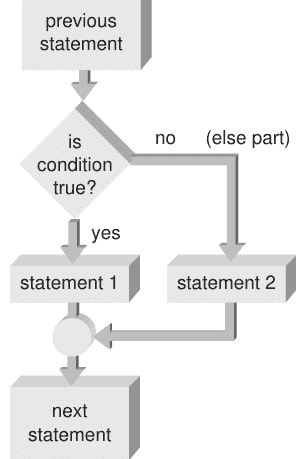 previous
statement
is
condition
true?
no
(else part)
yes
statement 1
statement 2
next
statement